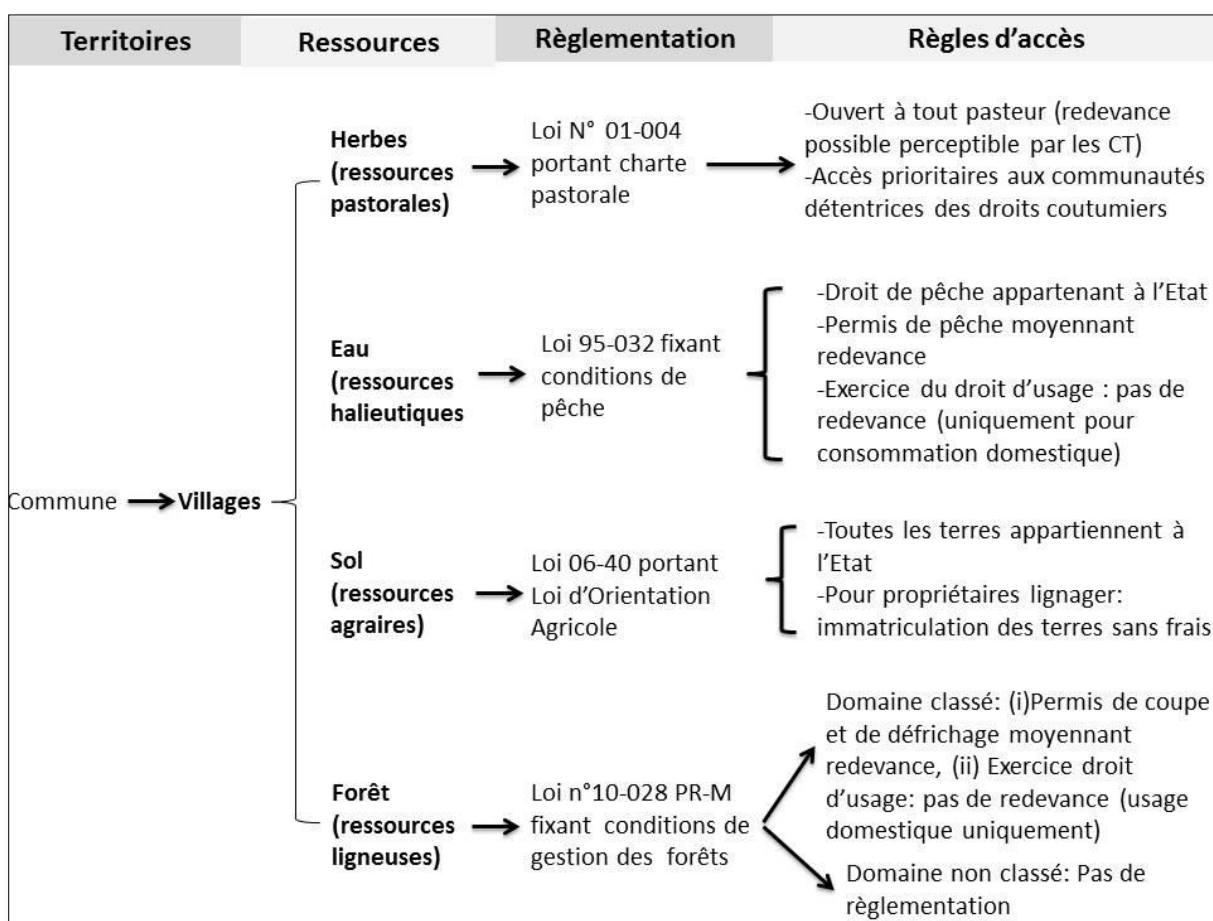 Territoires
Ressources
Règlementation
Règles d'accès
Commune
Villages
Herbes
(ressources
pastorales)
Loi N° 01-004
portant charte
pastorale
-Ouvert à tout pasteur (redevance
possible perceptible par les CT)
-Accès prioritaires aux communautés
détentrices des droits coutumiers
Eau
(ressources
halieutiques
Loi 95-032 fixant
conditions de
pêche
-Droit de pêche appartenant à l'Etat
-Permis de pêche moyennant
redevance
-Exercice du droit d'usage : pas de
redevance (uniquement pour
consommation domestique)
Sol
(ressources
agraires)
Loi 06-40 portant
Loi d'Orientation
Agricole
-Toutes les terres appartiennent à
l'Etat
-Pour propriétaires lignager:
immatriculation des terres sans frais
Forêt
(ressources
ligneuses)
Loi n°10-028 PR-M
fixant conditions de
gestion des forêts
Domaine classé: (i)Permis de coupe
et de défrichage moyennant
redevance, (ii) Exercice droit
d'usage: pas de redevance (usage
domestique uniquement)
Domaine non classé: Pas de
règlementation